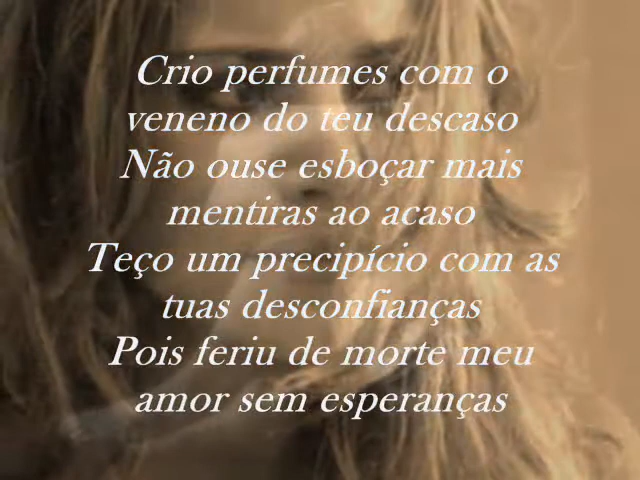 Crio perfumes com o
veneno do teu descaso
Não ouse esboçar mais
mentiras ao acaso
Teço um precipício com as
tuas desconfianças
Pois feriu de morte meu
amor sem esperanças